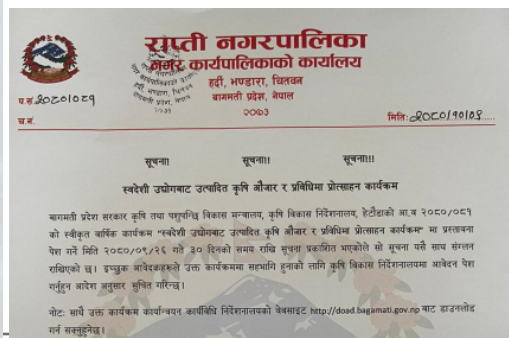 राप्ती नगरपालिका
नगर कार्यपालिकाको कार्यालय
हर्दी, भण्डारा, चितवन
बागमती प्रदेश, नेपाल
२०७३
प.सं. २०८०/०८१
च.नं.
मिति: २०८०/१०/०९
सूचना! सूचना!! सूचना!!!
स्वदेशी उद्योगबाट उत्पादित कृषि औजार र प्रविधिमा प्रोत्साहन कार्यक्रम
बागमती प्रदेश सरकार कृषि तथा पशुपन्छि विकास मन्त्रालय, कृषि विकास निर्देशनालय, हेटौडाको आ.व २०८०/०८१
को स्वीकृत वार्षिक कार्यक्रम "स्वदेशी उद्योगबाट उत्पादित कृषि औजार र प्रविधिमा प्रोत्साहन कार्यक्रम" मा प्रस्तावना
पेश गर्ने मिति २०८०/०९/२६ गते ३० दिनको समय राखि सूचना प्रकाशित भएकोले सो सूचना यसै साथ संलग्न
राखिएको छ। इच्छुक आवेदकहरूले उक्त कार्यक्रममा सहभागि हुनाको लागि कृषि विकास निर्देशनालयमा आवेदन पेश
गर्नुहुन आदेश अनुसार सुचित गरिन्छ।
नोटः साथै उक्त कार्यक्रम कार्यान्वयन कार्यबिधि निर्देशनालयको वेबसाइट http://doad.bagamati.gov.np बाट डाउनलोड
गर्न सक्नुहुनेछ।